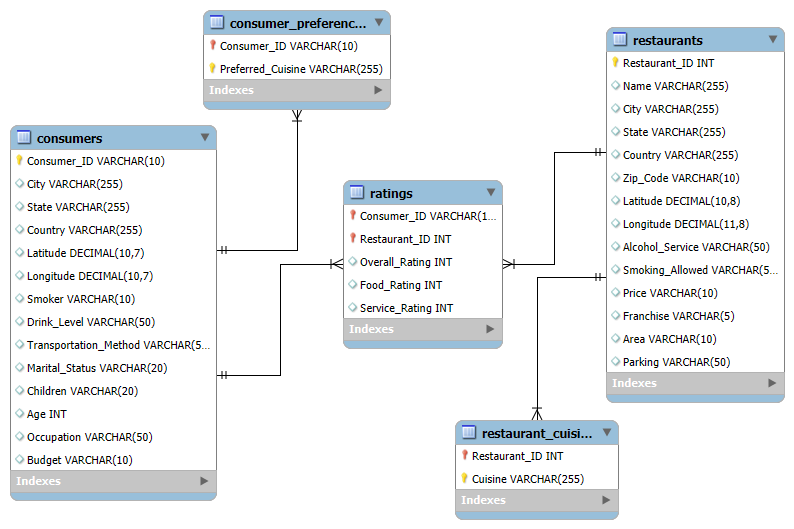 consumer_preferenc...
Consumer_ID VARCHAR(10)
Preferred_Cuisine VARCHAR(255)
Indexes
consumers
Consumer_ID VARCHAR(10)
City VARCHAR(255)
State VARCHAR(255)
Country VARCHAR(255)
Latitude DECIMAL(10,7)
Longitude DECIMAL(10,7)
Smoker VARCHAR(10)
Drink_Level VARCHAR(50)
Transportation_Method VARCHAR(5...
Marital_Status VARCHAR(20)
Children VARCHAR(20)
Age INT
Occupation VARCHAR(50)
Budget VARCHAR(10)
Indexes
ratings
Consumer_ID VARCHAR(1...
Restaurant_ID INT
Overall_Rating INT
Food_Rating INT
Service_Rating INT
Indexes
restaurants
Restaurant_ID INT
Name VARCHAR(255)
City VARCHAR(255)
State VARCHAR(255)
Country VARCHAR(255)
Zip_Code VARCHAR(10)
Latitude DECIMAL(10,8)
Longitude DECIMAL(11,8)
Alcohol_Service VARCHAR(50)
Smoking_Allowed VARCHAR(5...
Price VARCHAR(10)
Franchise VARCHAR(5)
Area VARCHAR(10)
Parking VARCHAR(50)
Indexes
restaurant_cuisi...
Restaurant_ID INT
Cuisine VARCHAR(255)
Indexes